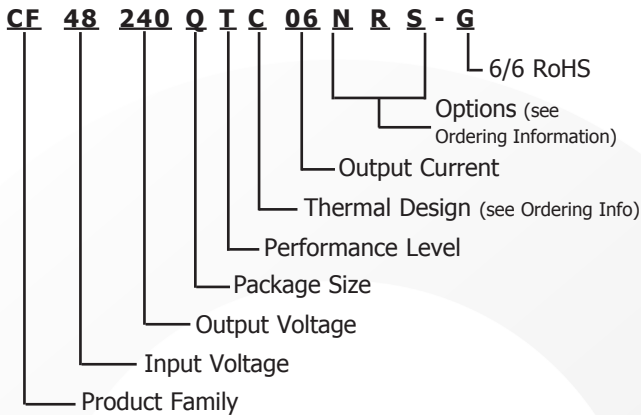 CF 48 240 Q T C 06 N R S - G
6/6 RoHS
Options (see
Ordering Information)
Output Current
Thermal Design (see Ordering Info)
Performance Level
Package Size
Output Voltage
Input Voltage
Product Family